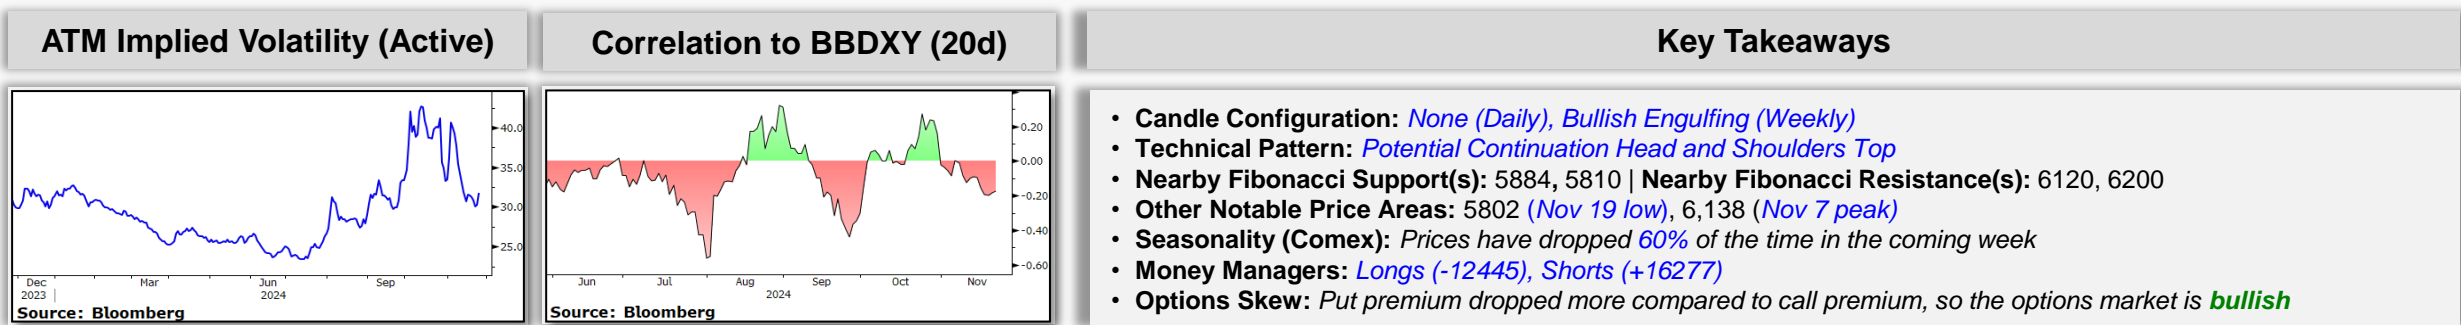 ATM Implied Volatility (Active)
40.0
35.0
30.0
25.0
Dec Mar Jun Sep
2023 2024
Source: Bloomberg
Correlation to BBDXY (20d)
0.20
0.00
-0.20
-0.40
-0.60
Jun Jul Aug Sep Oct Nov
2024
Source: Bloomberg
Key Takeaways
• Candle Configuration: None (Daily), Bullish Engulfing (Weekly)
• Technical Pattern: Potential Continuation Head and Shoulders Top
• Nearby Fibonacci Support(s): 5884, 5810 | Nearby Fibonacci Resistance(s): 6120, 6200
• Other Notable Price Areas: 5802 (Nov 19 low), 6,138 (Nov 7 peak)
• Seasonality (Comex): Prices have dropped 60% of the time in the coming week
• Money Managers: Longs (-12445), Shorts (+16277)
• Options Skew: Put premium dropped more compared to call premium, so the options market is bullish